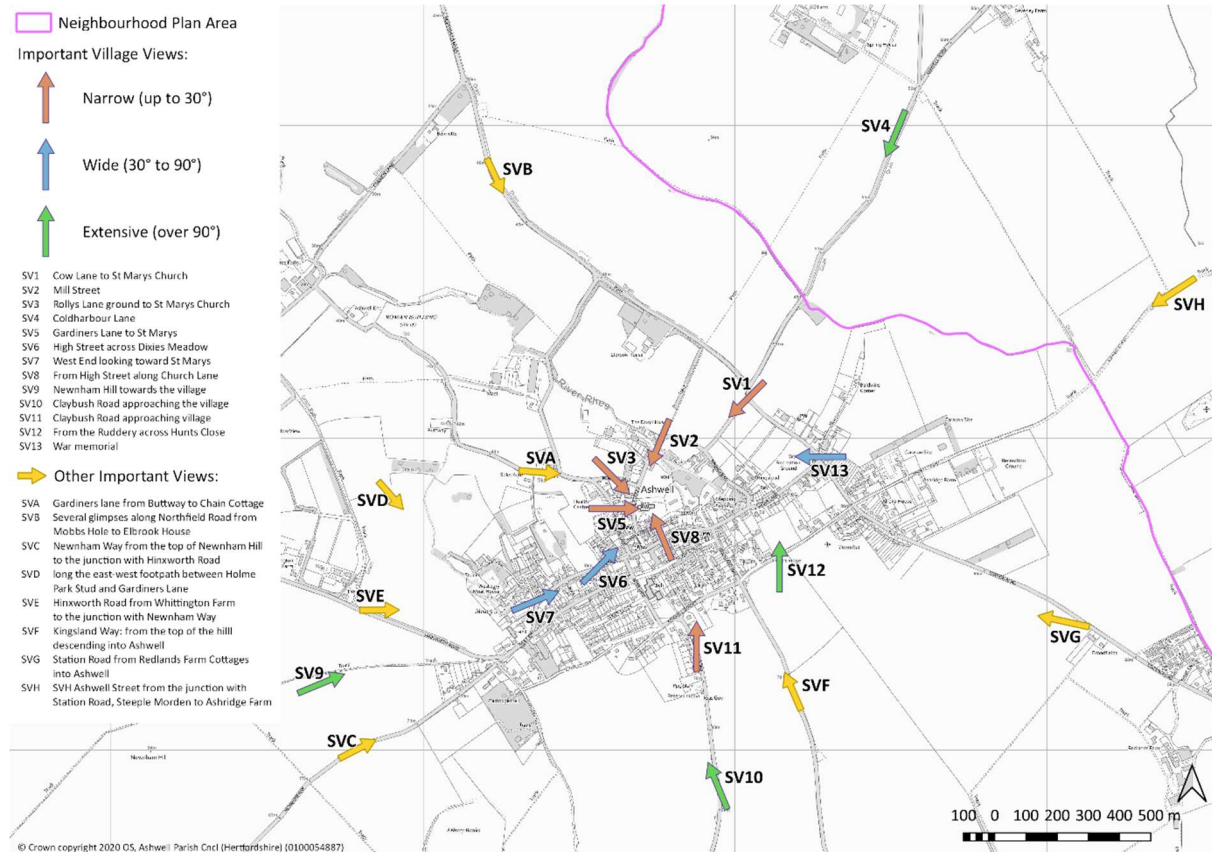 Neighbourhood Plan Area
Important Village Views:
Narrow (up to 30°)
Wide (30° to 90°)
Extensive (over 90°)
SV1 Cow Lane to St Marys Church
SV2 Mill Street
SV3 Rollys Lane ground to St Marys Church
SV4 Coldharbour Lane
SV5 Gardiners Lane to St Marys
SV6 High Street across Dixies Meadow
SV7 West End looking toward St Marys
SV8 From High Street along Church Lane
SV9 Newnham Hill towards the village
SV10 Claybush Road approaching the village
SV11 Claybush Road approaching village
SV12 From the Ruddery across Hunts Close
SV13 War memorial
Other Important Views:
SVA Gardiners lane from Buttway to Chain Cottage
SVB Several glimpses along Northfield Road from
Mobbs Hole to Elbrook House
SVC Newnham Way from the top of Newnham Hill
to the junction with Hinxworth Road
SVD long the east-west footpath between Holme
Park Stud and Gardiners Lane
SVE Hinxworth Road from Whittington Farm
to the junction with Newnham Way
SVF Kingsland Way: from the top of the hilll
descending into Ashwell
SVG Station Road from Redlands Farm Cottages
into Ashwell
SVH SVH Ashwell Street from the junction with
Station Road, Steeple Morden to Ashridge Farm
SV4
SVB
SVH
SV1
SV2
SV3
SVA
SV13
Ashwell
SVD
SV5
SV8
SV6
SV12
SVE
SV7
SVG
SV11
SV9
SVF
SVC
Newnham Hill
SV10
River Rhee
100 0 100 200 300 400 500 m
© Crown copyright 2020 OS, Ashwell Parish Cncl (Hertfordshire) (0100054887)